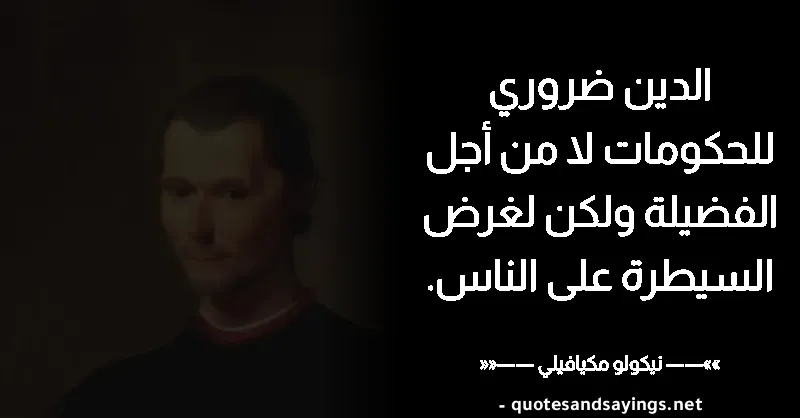 الدين ضروري
للحكومات لا من أجل
الفضيلة ولكن لغرض
السيطرة على الناس.
»»—— نيكولو مكيافيلي ——««
- quotesandsayings.net